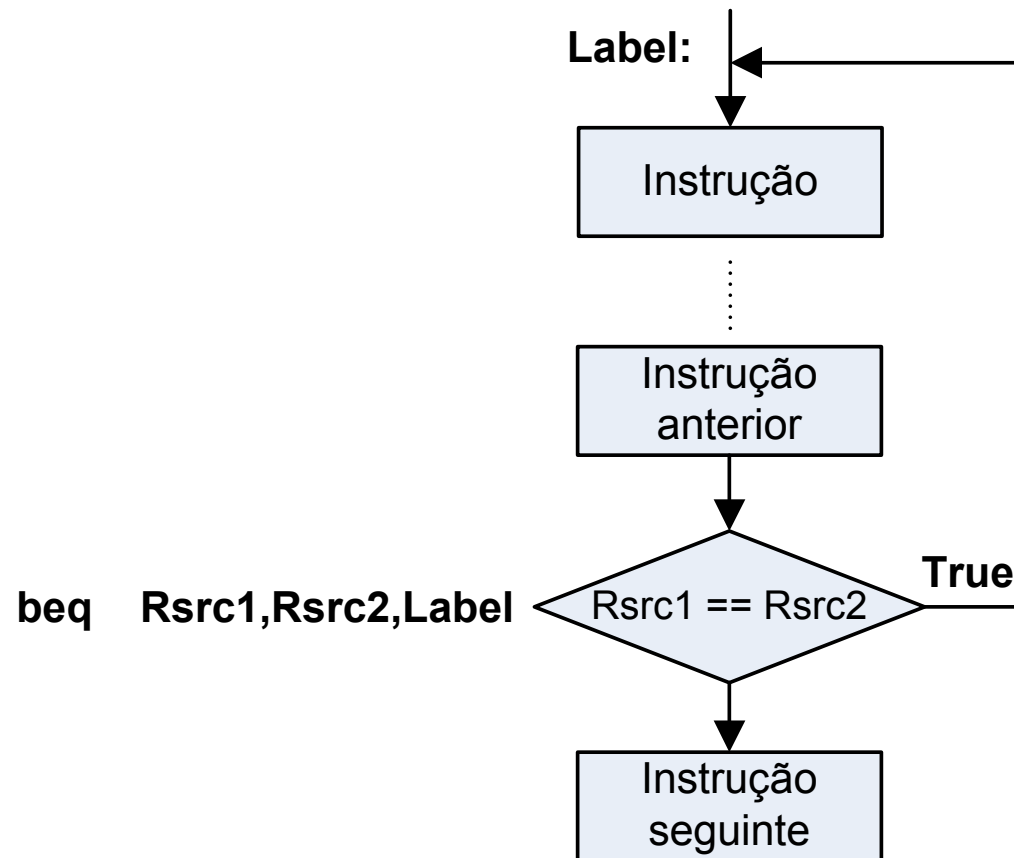 Label:
Instrução
Instrução
anterior
True
beq Rsrc1,Rsrc2,Label
Rsrc1 == Rsrc2
Instrução
seguinte